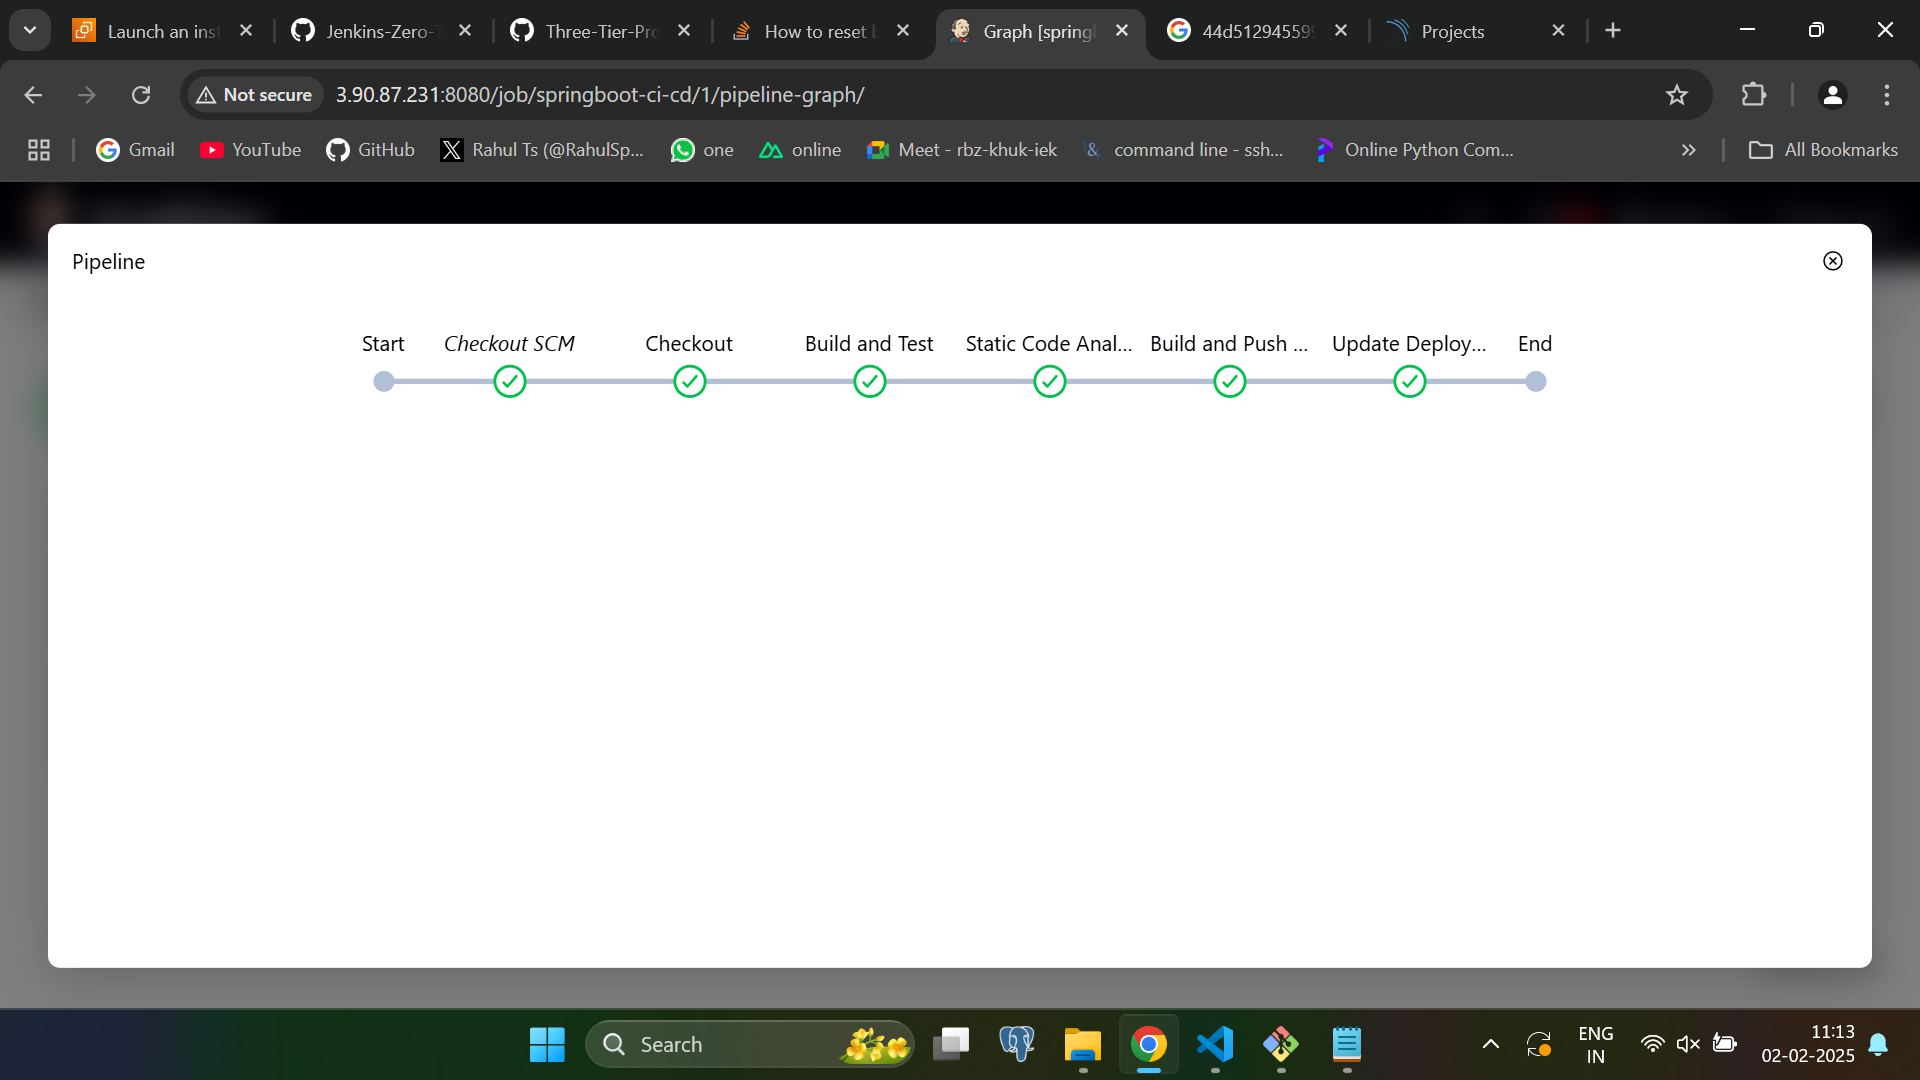 Launch an inst
Jenkins-Zero-T
Three-Tier-Pro
How to reset b
Graph [springl
44d512945599
Projects
Not secure
3.90.87.231:8080/job/springboot-ci-cd/1/pipeline-graph/
Gmail
YouTube
GitHub
Rahul Ts (@RahulSp...
one
online
Meet - rbz-khuk-iek
command line - ssh...
Online Python Com...
All Bookmarks
Pipeline
Start
Checkout SCM
Checkout
Build and Test
Static Code Anal...
Build and Push ...
Update Deploy...
End
Search
ENG
IN
11:13
02-02-2025